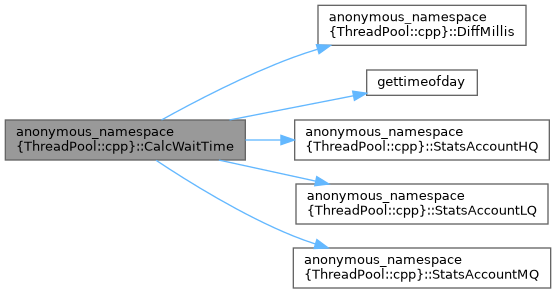 anonymous_namespace
{ThreadPool::cpp}::DiffMillis
gettimeofday
anonymous_namespace
{ThreadPool::cpp}::CalcWaitTime
anonymous_namespace
{ThreadPool::cpp}::StatsAccountHQ
anonymous_namespace
{ThreadPool::cpp}::StatsAccountLQ
anonymous_namespace
{ThreadPool::cpp}::StatsAccountMQ